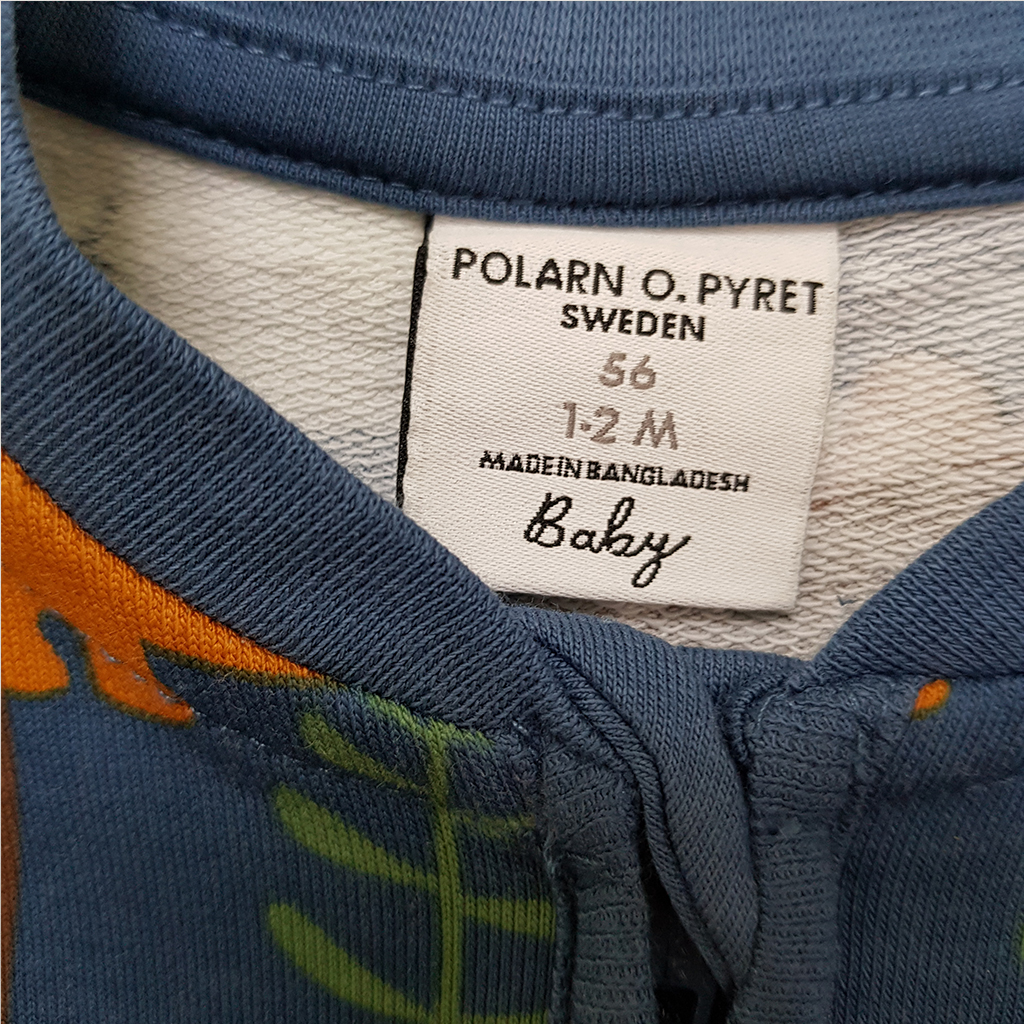 POLARN O. PYRET
SWEDEN
56
1-2 M
MADE IN BANGLADESH
Baby